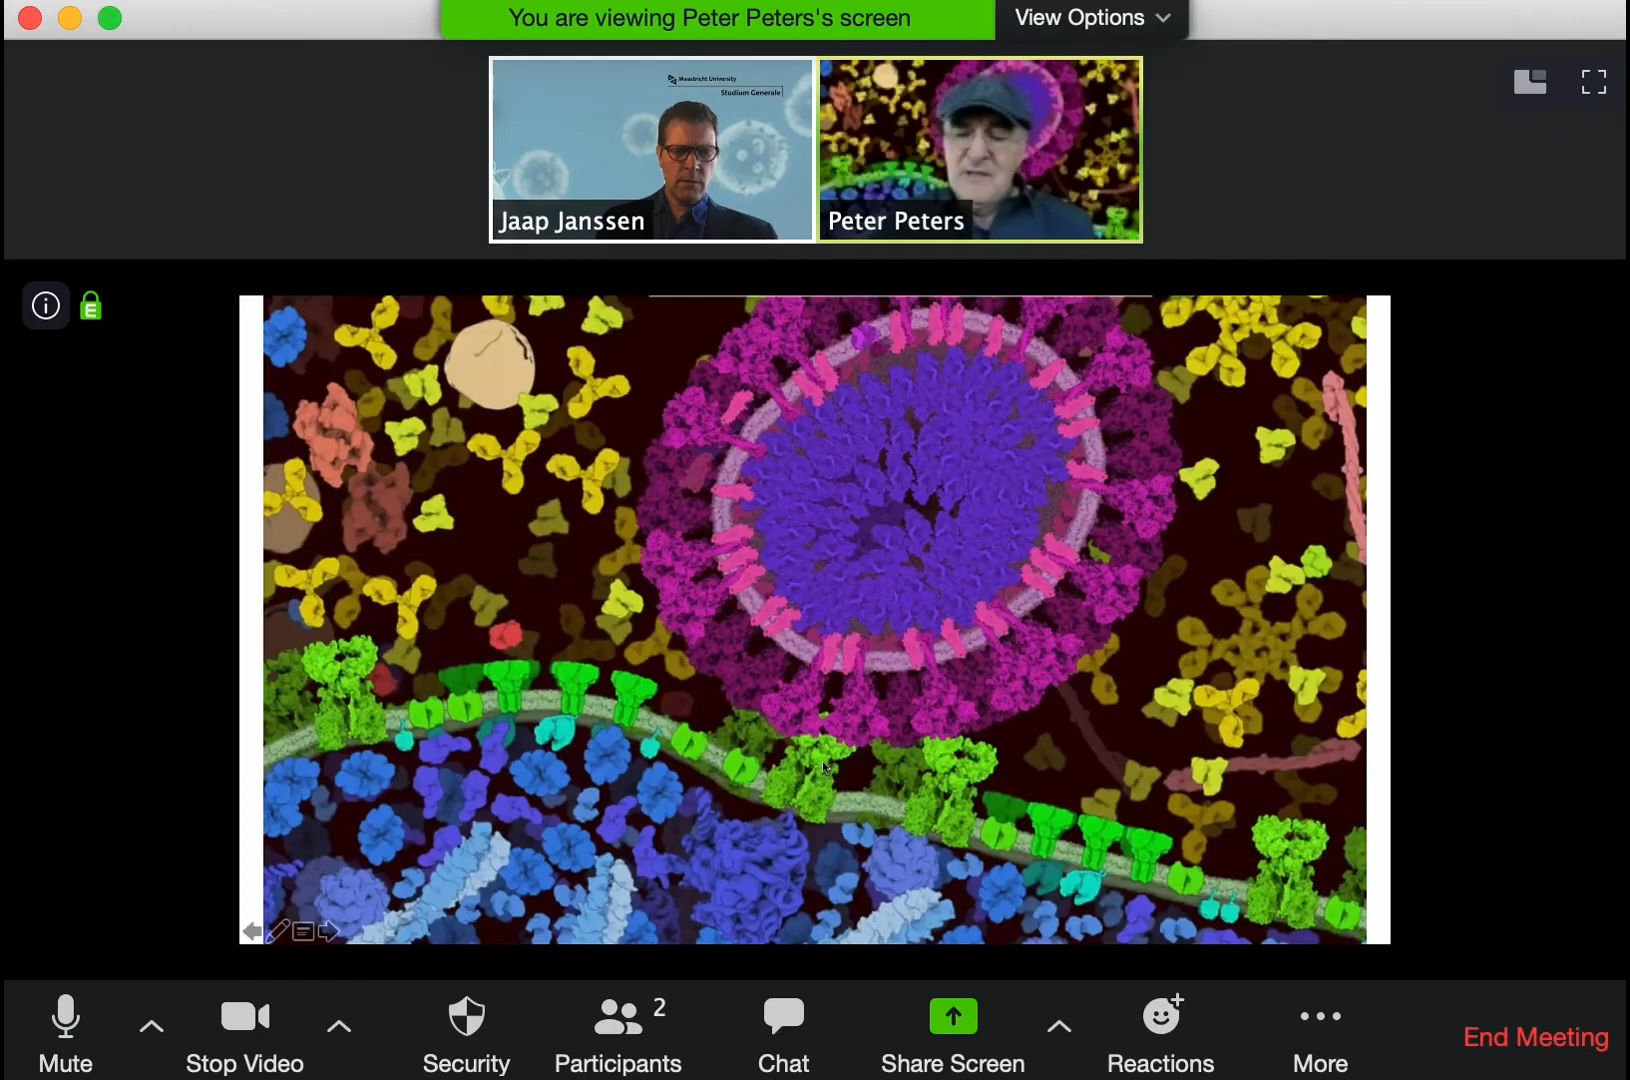 You are viewing Peter Peters's screen
View Options
Maastricht University
Studium Generale
Jaap Janssen
Peter Peters
E
Mute
Stop Video
Security
Participants
2
Chat
Share Screen
Reactions
More
End Meeting